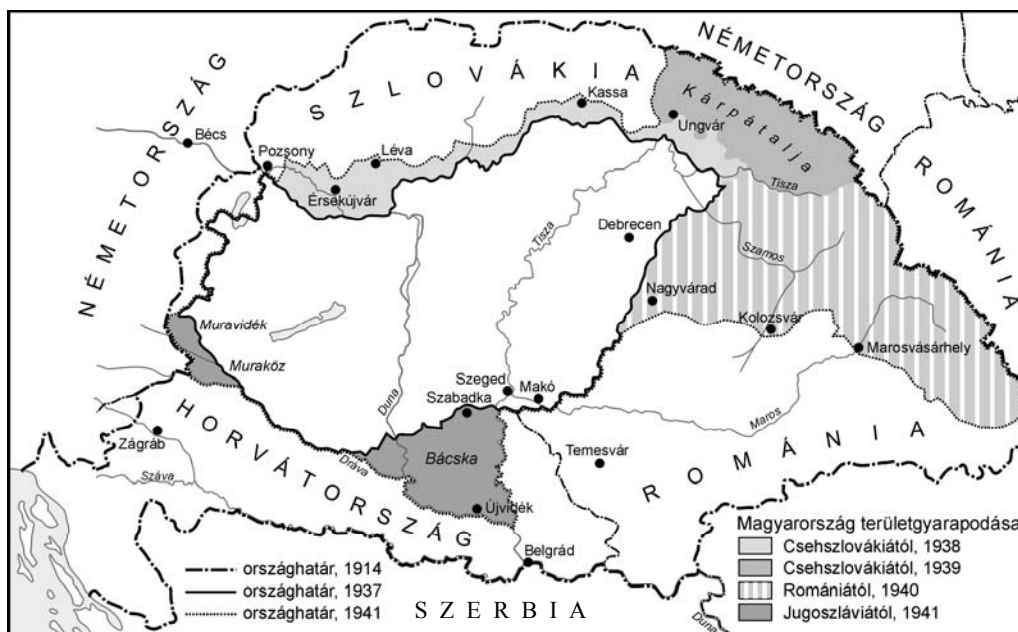 NÉMETORSZÁG
SZLOVÁKIA
NÉMETORSZÁG
Kárpátalja
ROMÁNIA
Kassa
Ungvár
Bécs
Pozsony
Léva
Érsekújvár
Tisza
Tisza
Debrecen
Szamos
Nagyvárad
Kolozsvár
Marosvásárhely
Muravidék
Muraköz
Duna
Szeged
Makó
Szabadka
Maros
HORVÁTORSZÁG
Zágráb
Száva
Dráva
Bácska
Temesvár
ROMÁNIA
Újvidék
Belgrád
SZERBIA
Duna
országhatár, 1914
országhatár, 1937
országhatár, 1941
Magyarország területgyarapodása
Csehszlovákiától, 1938
Csehszlovákiától, 1939
Romániától, 1940
Jugoszláviától, 1941